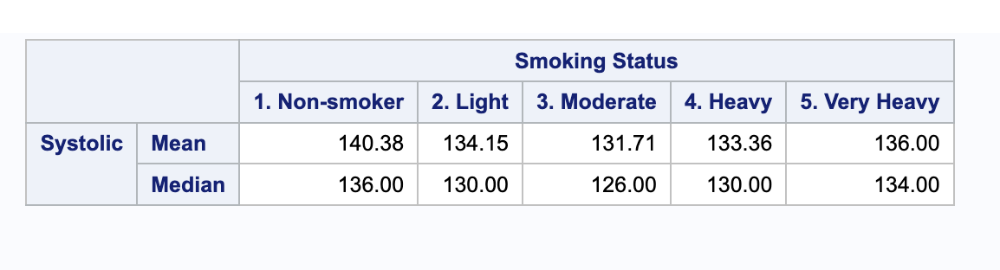 Smoking Status
1. Non-smoker 2. Light 3. Moderate 4. Heavy 5. Very Heavy
Systolic Mean 140.38 134.15 131.71 133.36 136.00
Median 136.00 130.00 126.00 130.00 134.00